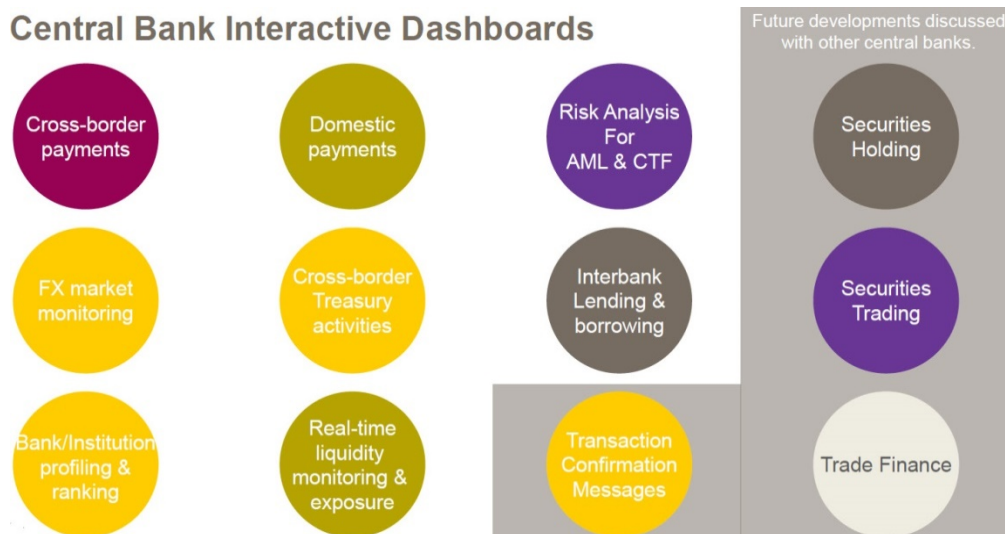 Central Bank Interactive Dashboards
Future developments discussed
with other central banks.
Cross-border
payments
Domestic
payments
Risk Analysis
For
AML & CTF
Securities
Holding
FX market
monitoring
Cross-border
Treasury
activities
Interbank
Lending &
borrowing
Securities
Trading
Bank/Institution
profiling &
ranking
Real-time
liquidity
monitoring &
exposure
Transaction
Confirmation
Messages
Trade Finance